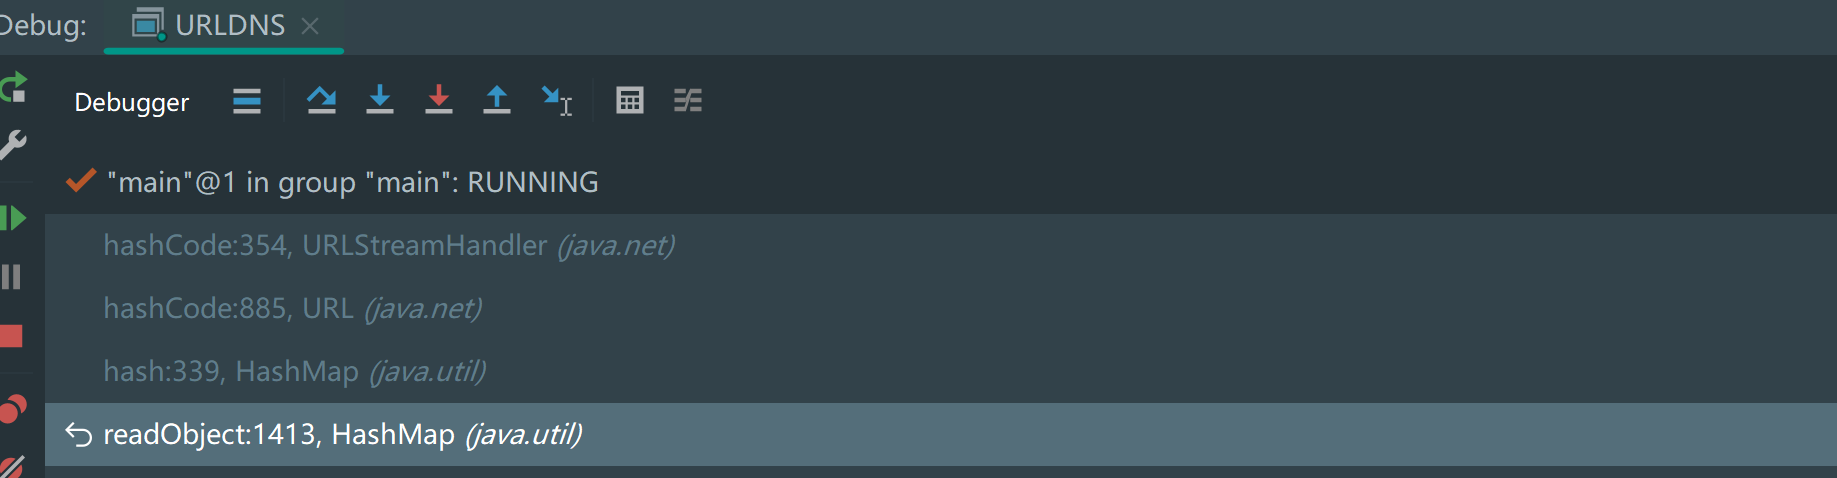 Debug: URLDNS
Debugger
"main"@1 in group "main": RUNNING
hashCode:354, URLStreamHandler (java.net)
hashCode:885, URL (java.net)
hash:339, HashMap (java.util)
readObject:1413, HashMap (java.util)